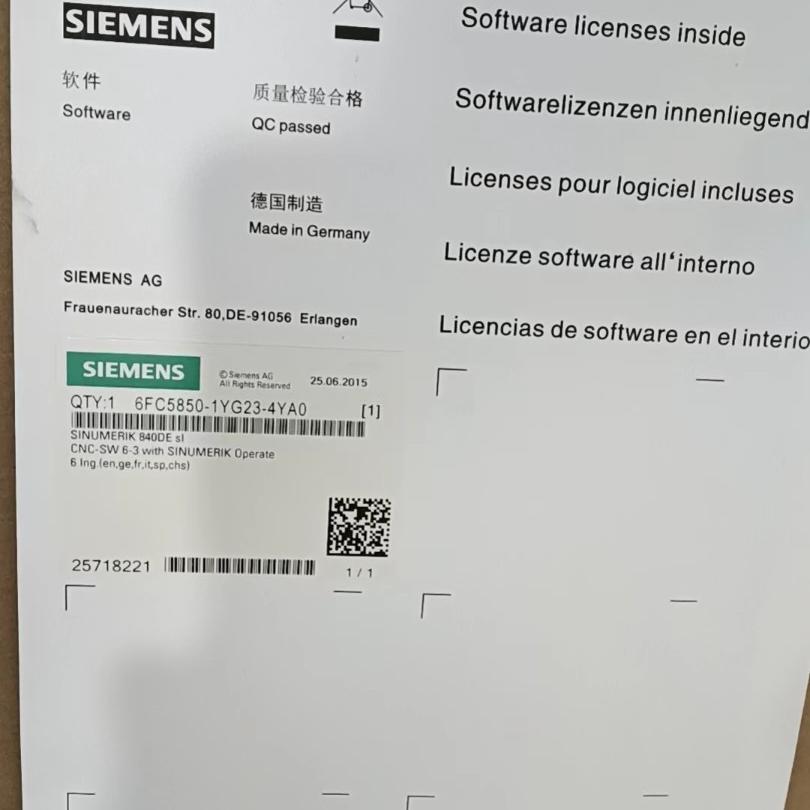 SIEMENS
软件
Software
质量检验合格
QC passed
德国制造
Made in Germany
SIEMENS AG
Frauenauracher Str. 80,DE-91056 Erlangen
Software licenses inside
Softwarelizenzen innenliegend
Licenses pour logiciel incluses
Licenze software all‘interno
Licencias de software en el interio
SIEMENS
©Siemens AG
All Rights Reserved
25.06.2015
QTY:1 6FC5850-1YG23-4YA0 [1]
SINUMERIK 840DE sl
CNC-SW 6-3 with SINUMERIK Operate
6 lng.(en,ge,fr,it,sp,chs)
25718221
1 / 1